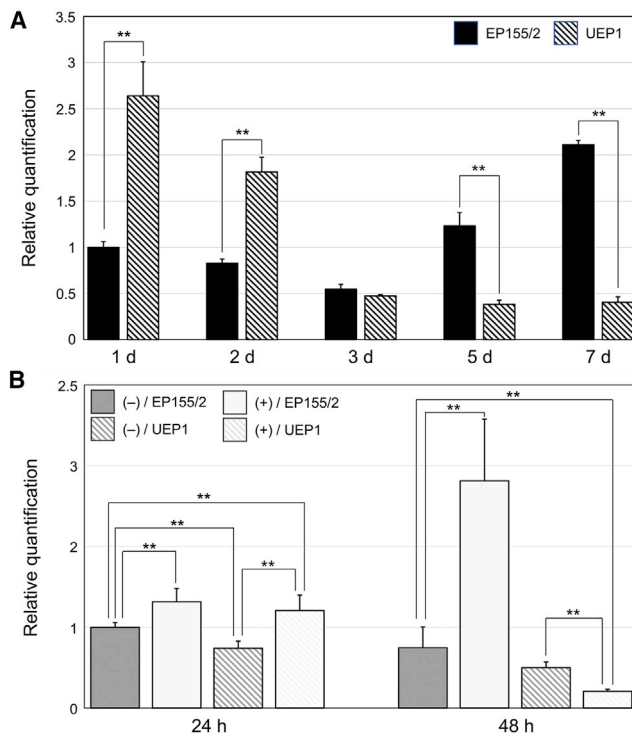 A
3.5
3
2.5
2
1.5
1
0.5
0
Relative quantification
EP155/2
UEP1
**
**
**
**
1 d
2 d
3 d
5 d
7 d
B
2.5
3
2
1
0
Relative quantification
(–) / EP155/2
(+) / EP155/2
(–) / UEP1
(+) / UEP1
**
**
**
**
**
**
**
24 h
48 h